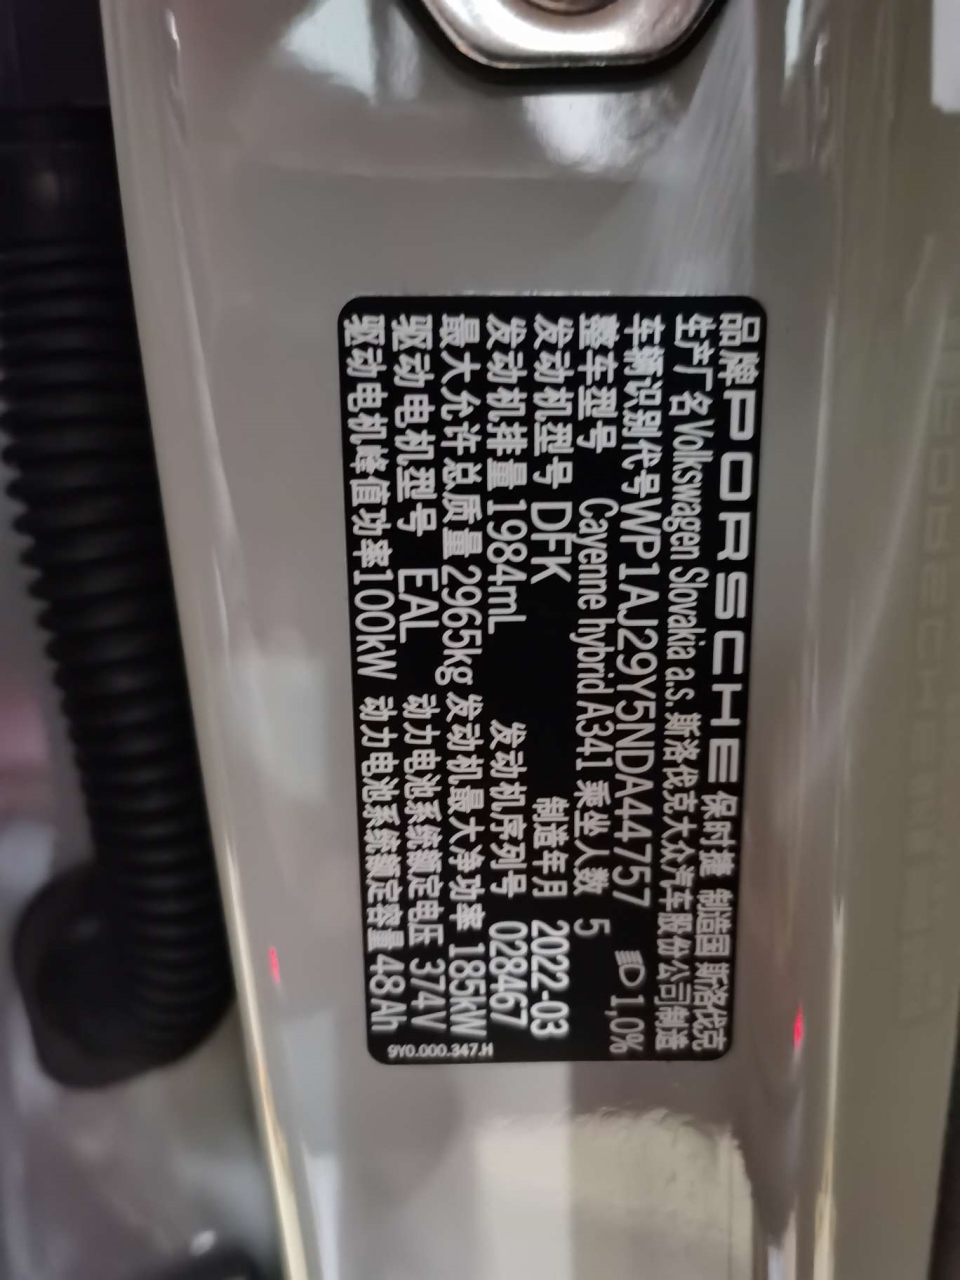 品牌 PORSCHE 保时捷 制造国 斯洛伐克
生产厂名 Volkswagen Slovakia a.s. 斯洛伐克大众汽车股份公司制造
车辆识别代号WP1AJ29Y5NDA44757
整车型号 Cayenne hybrid A341 乘坐人数 5 1,0%
发动机型号 DFK 制造年月 2022-03
发动机排量 1984mL 发动机序列号 028467
最大允许总质量 2965kg 发动机最大净功率 185kW
驱动电机型号 EAL 动力电池系统额定电压 374V
驱动电机峰值功率100kW 动力电池系统额定容量48Ah
9Y0.000.347.H